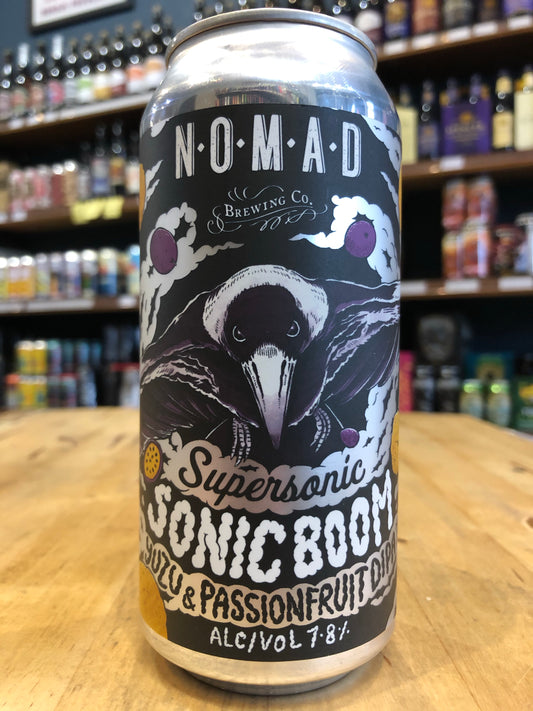 N·O·M·A·D
BREWING CO.
Supersonic
SONIC BOOM
YUZU & PASSIONFRUIT DIPA
ALC/VOL 7·8%